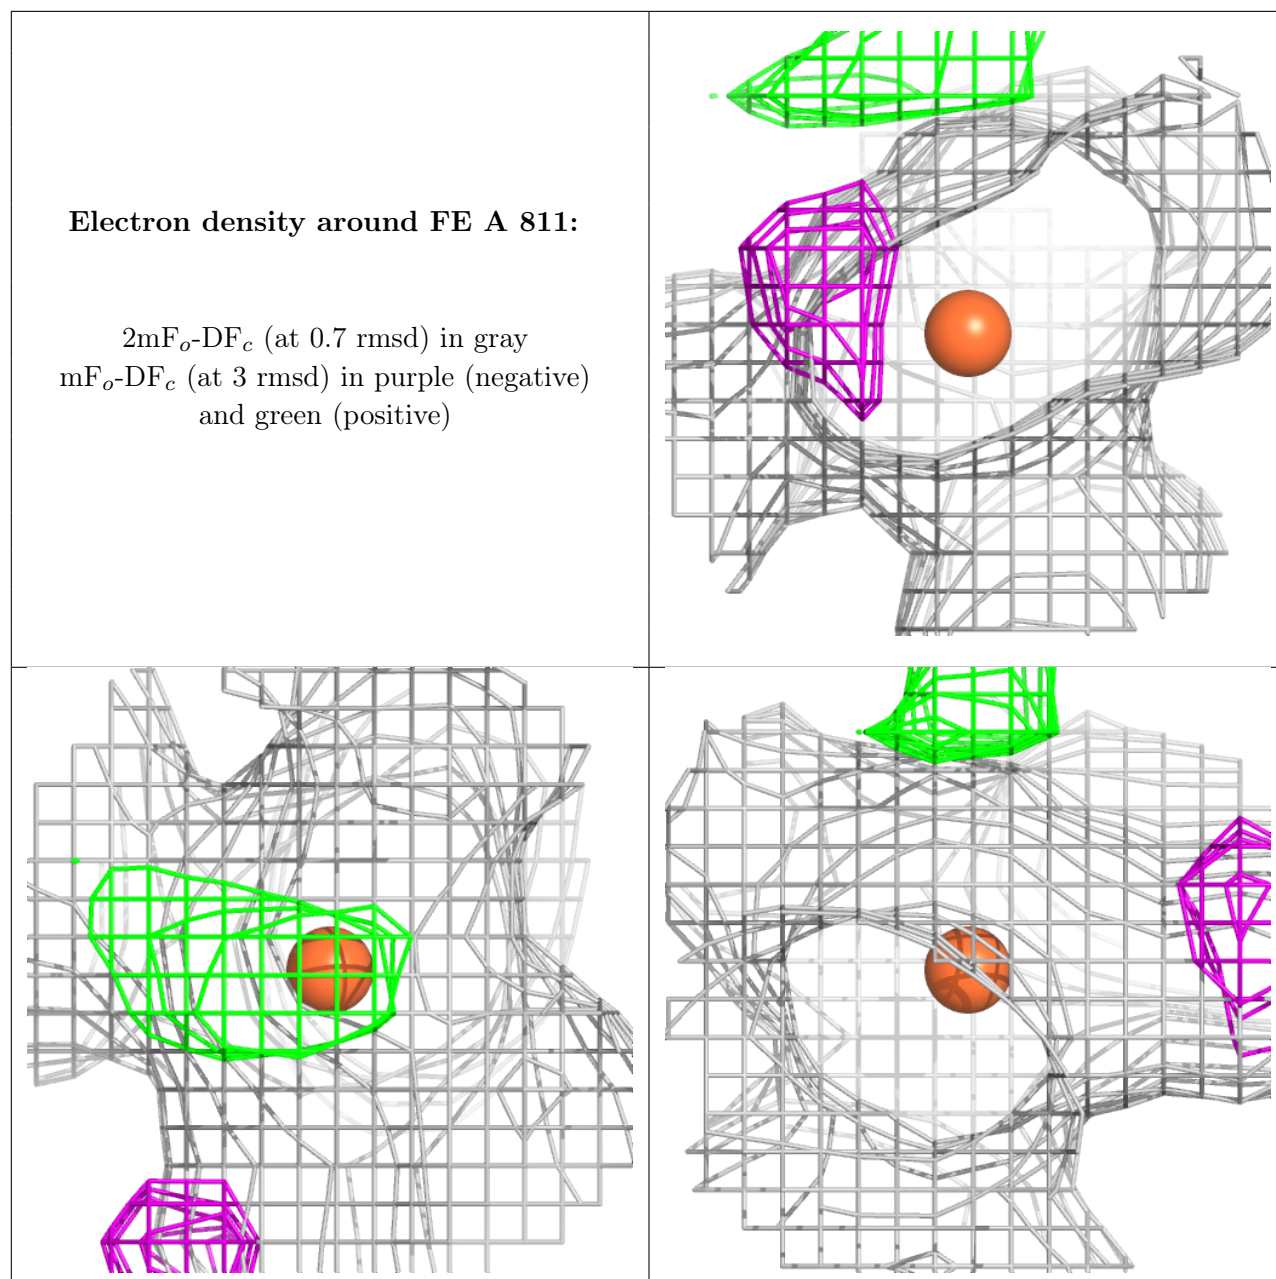 Electron density around FE A 811:
2mFo-DFc (at 0.7 rmsd) in gray
mFo-DFc (at 3 rmsd) in purple (negative)
and green (positive)